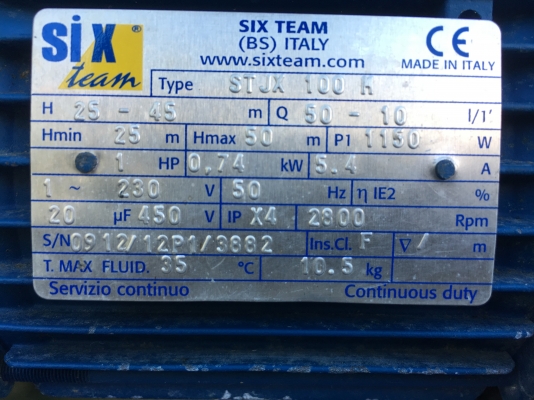 six team
SIX TEAM
(BS) ITALY
www.sixteam.com
CE
MADE IN ITALY
Type STJX 100 M
H 25 - 45 m Q 50 - 10 l/1'
Hmin 25 m Hmax 50 m P1 1150 W
1 HP 0,74 kW 5.4 A
1 ~ 230 V 50 Hz η IE2 %
20 µF 450 V IP X4 2800 Rpm
S/N 0912/12P1/3882 Ins.Cl. F ∇ / m
T. MAX FLUID. 35 °C 10.5 kg
Servizio continuo Continuous duty